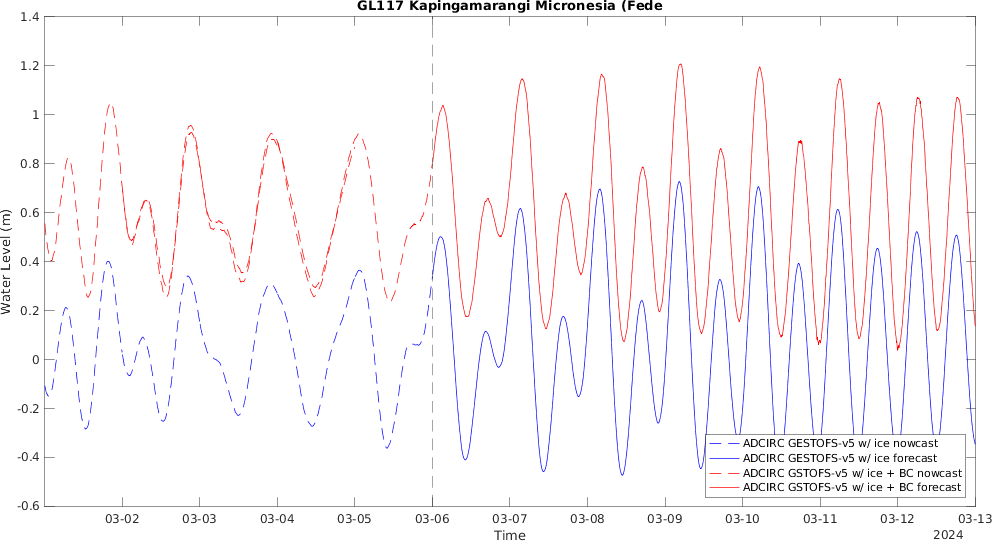 GL117 Kapingamarangi Micronesia (Fede
Water Level (m)
1.4
1.2
1
0.8
0.6
0.4
0.2
0
-0.2
-0.4
-0.6
ADCIRC GESTOFS-v5 w/ ice nowcast
ADCIRC GESTOFS-v5 w/ ice forecast
ADCIRC GSTOFS-v5 w/ ice + BC nowcast
ADCIRC GSTOFS-v5 w/ ice + BC forecast
03-02 03-03 03-04 03-05 03-06 03-07 03-08 03-09 03-10 03-11 03-12 03-13
Time
2024